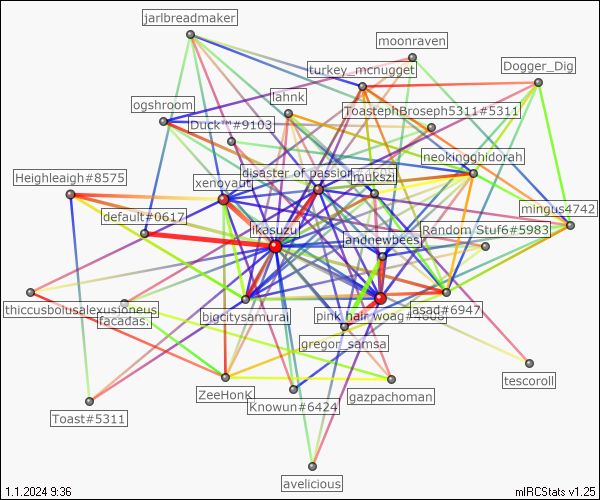 jarlbreadmaker
moonraven
turkey_mcnugget
Dogger_Dig
lahnk
ogshroom
ToastephBroseph5311#5311
Duck™#9103
neokingghidorah
disaster of passion
mukszi
Heighleaigh#8575
xenoyaut
mingus4742
default#0617
ikasuzu
Random Stuf6#5983
andnewbees
thiccusbolusalexusioneus
facadas.
bigcitysamurai
pink hair woag#4668
asad#6947
gregor_samsa
tescoroll
ZeeHonK
gazpachoman
Knowun#6424
Toast#5311
avelicious
1.1.2024 9:36
mIRCStats v1.25